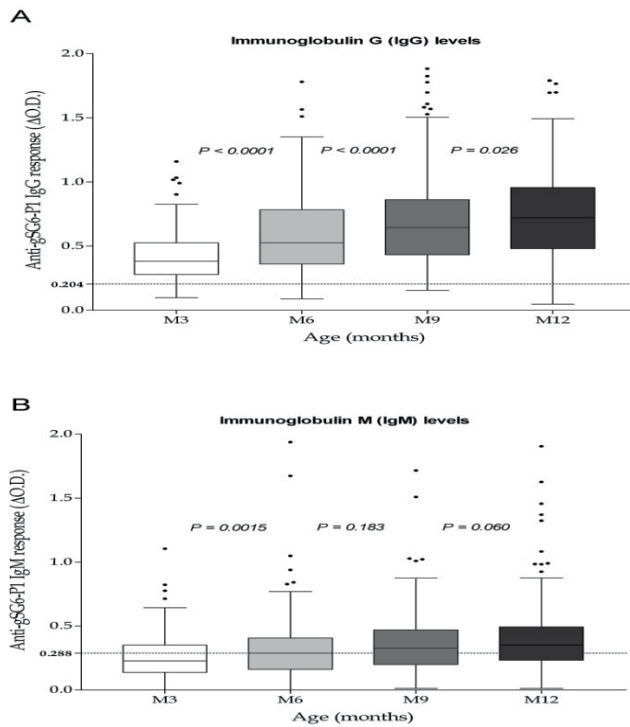 A
Immunoglobulin G (IgG) levels
Anti-gSG6-P1 IgG response (ΔO.D.)
2.0
1.5
1.0
0.5
0.204
0.0
P < 0.0001 P < 0.0001 P = 0.026
M3 M6 M9 M12
Age (months)
B
Immunoglobulin M (IgM) levels
Anti-gSG6-P1 IgM response (ΔO.D.)
2.0
1.5
1.0
0.5
0.288
0.0
P = 0.0015 P = 0.183 P = 0.060
M3 M6 M9 M12
Age (months)